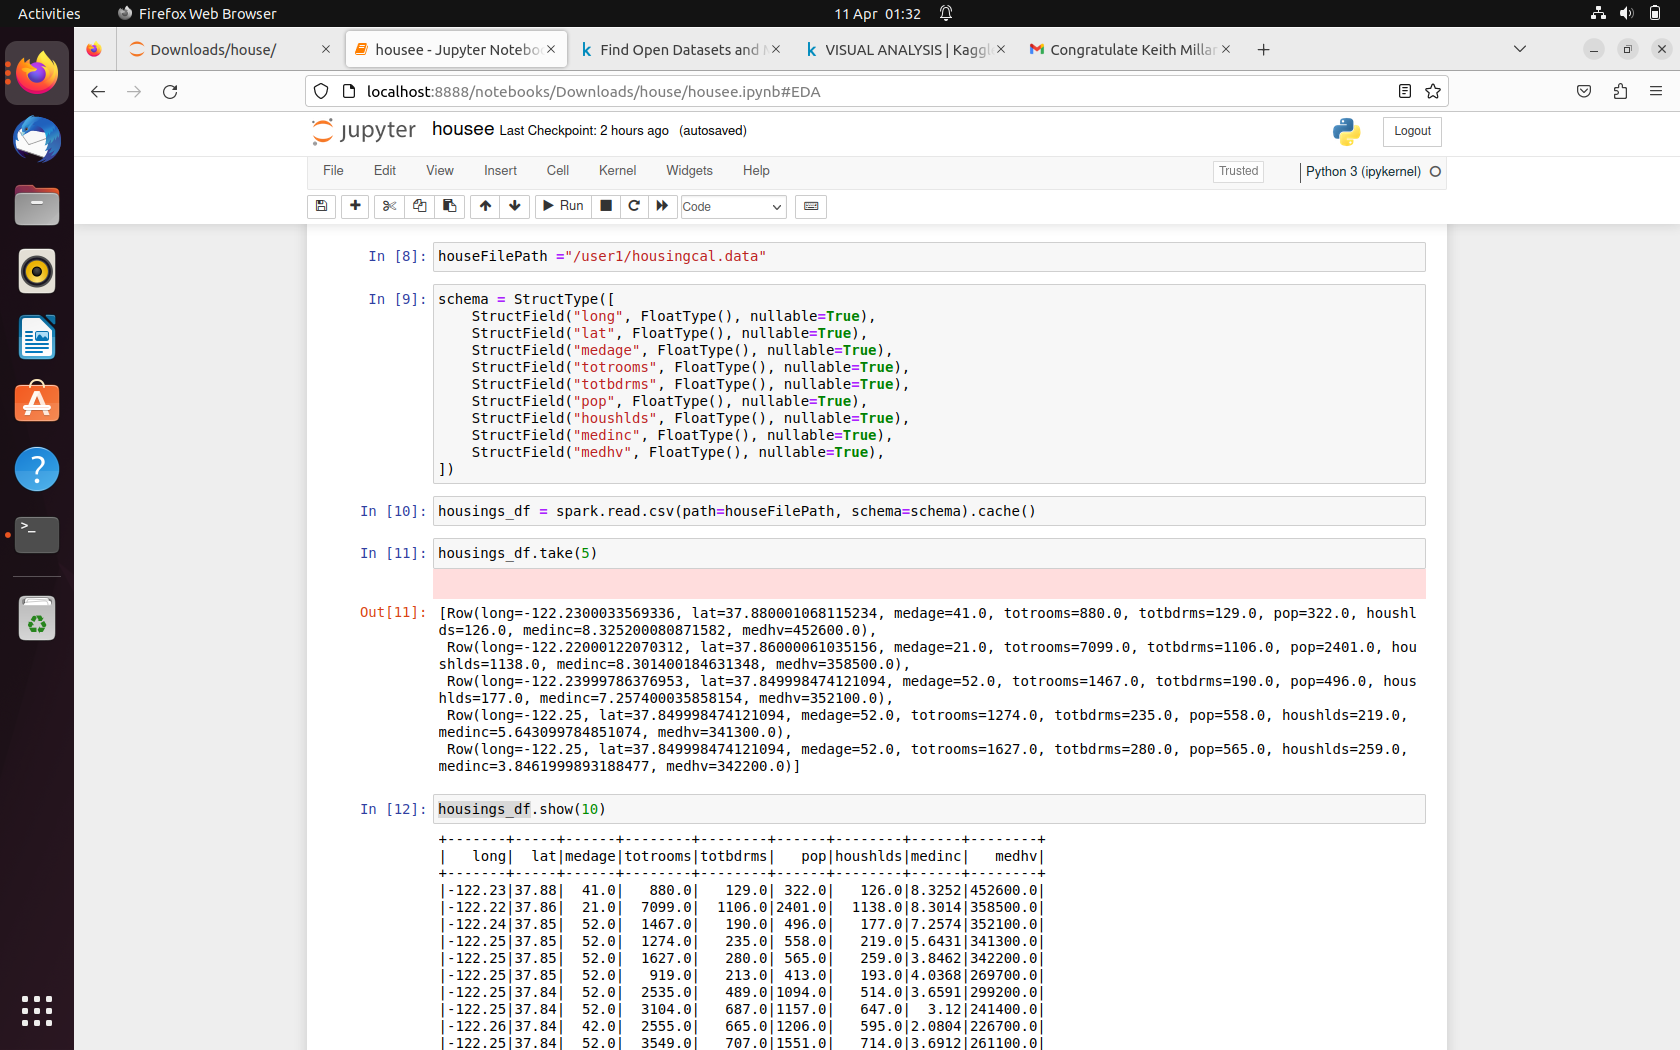 Activities Firefox Web Browser 11 Apr 01:32
Downloads/house/ × housee - Jupyter Notebo × Find Open Datasets and M × VISUAL ANALYSIS | Kaggl × Congratulate Keith Millar × +
localhost:8888/notebooks/Downloads/house/housee.ipynb#EDA
jupyter housee Last Checkpoint: 2 hours ago (autosaved) Logout
File Edit View Insert Cell Kernel Widgets Help Trusted Python 3 (ipykernel)
Run Code
In [8]: houseFilePath ="/user1/housingcal.data"
In [9]: schema = StructType([
StructField("long", FloatType(), nullable=True),
StructField("lat", FloatType(), nullable=True),
StructField("medage", FloatType(), nullable=True),
StructField("totrooms", FloatType(), nullable=True),
StructField("totbdrms", FloatType(), nullable=True),
StructField("pop", FloatType(), nullable=True),
StructField("houshlds", FloatType(), nullable=True),
StructField("medinc", FloatType(), nullable=True),
StructField("medhv", FloatType(), nullable=True),
])
In [10]: housings_df = spark.read.csv(path=houseFilePath, schema=schema).cache()
In [11]: housings_df.take(5)
Out[11]: [Row(long=-122.2300033569336, lat=37.880001068115234, medage=41.0, totrooms=880.0, totbdrms=129.0, pop=322.0, houshl
ds=126.0, medinc=8.325200080871582, medhv=452600.0),
Row(long=-122.22000122070312, lat=37.86000061035156, medage=21.0, totrooms=7099.0, totbdrms=1106.0, pop=2401.0, hou
shlds=1138.0, medinc=8.301400184631348, medhv=358500.0),
Row(long=-122.23999786376953, lat=37.849998474121094, medage=52.0, totrooms=1467.0, totbdrms=190.0, pop=496.0, hous
hlds=177.0, medinc=7.257400035858154, medhv=352100.0),
Row(long=-122.25, lat=37.849998474121094, medage=52.0, totrooms=1274.0, totbdrms=235.0, pop=558.0, houshlds=219.0,
medinc=5.643099784851074, medhv=341300.0),
Row(long=-122.25, lat=37.849998474121094, medage=52.0, totrooms=1627.0, totbdrms=280.0, pop=565.0, houshlds=259.0,
medinc=3.8461999893188477, medhv=342200.0)]
In [12]: housings_df.show(10)
+-------+-----+------+--------+--------+------+--------+------+--------+
| long| lat|medage|totrooms|totbdrms| pop|houshlds|medinc| medhv|
+-------+-----+------+--------+--------+------+--------+------+--------+
|-122.23|37.88| 41.0| 880.0| 129.0| 322.0| 126.0|8.3252|452600.0|
|-122.22|37.86| 21.0| 7099.0| 1106.0|2401.0| 1138.0|8.3014|358500.0|
|-122.24|37.85| 52.0| 1467.0| 190.0| 496.0| 177.0|7.2574|352100.0|
|-122.25|37.85| 52.0| 1274.0| 235.0| 558.0| 219.0|5.6431|341300.0|
|-122.25|37.85| 52.0| 1627.0| 280.0| 565.0| 259.0|3.8462|342200.0|
|-122.25|37.85| 52.0| 919.0| 213.0| 413.0| 193.0|4.0368|269700.0|
|-122.25|37.84| 52.0| 2535.0| 489.0|1094.0| 514.0|3.6591|299200.0|
|-122.25|37.84| 52.0| 3104.0| 687.0|1157.0| 647.0| 3.12|241400.0|
|-122.26|37.84| 42.0| 2555.0| 665.0|1206.0| 595.0|2.0804|226700.0|
|-122.25|37.84| 52.0| 3549.0| 707.0|1551.0| 714.0|3.6912|261100.0|